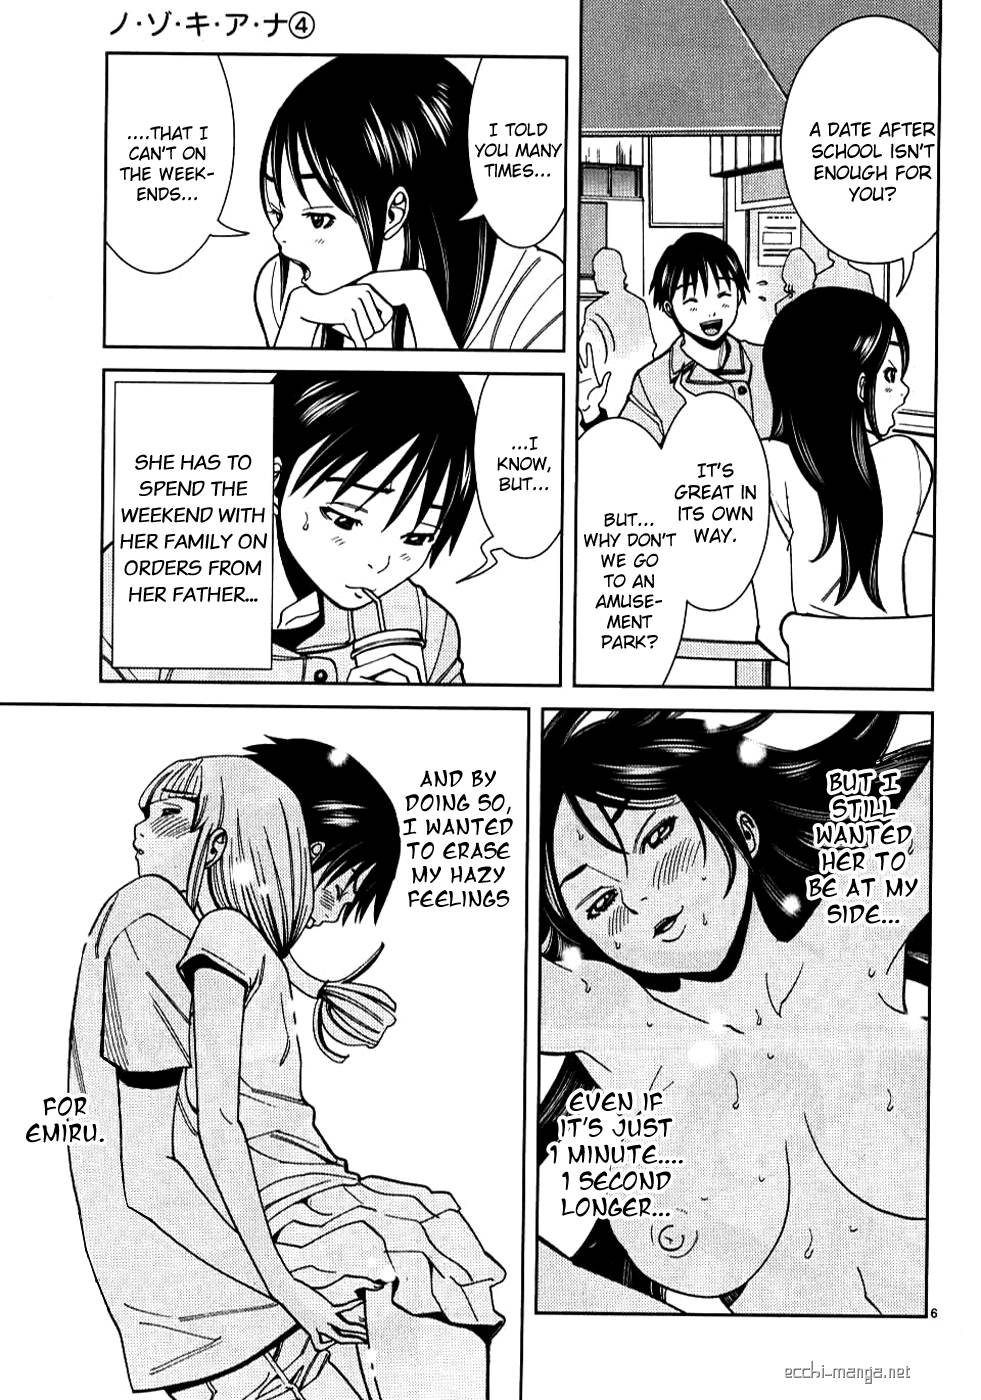 ノ・ゾ・キ・ア・ナ④
A DATE AFTER
SCHOOL ISN'T
ENOUGH FOR
YOU?
IT'S
GREAT IN
ITS OWN
WAY.
BUT...
WHY DON'T
WE GO
TO AN
AMUSE-
MENT
PARK?
I TOLD
YOU MANY
TIMES...
....THAT I
CAN'T ON
THE WEEK-
ENDS...
...I
KNOW,
BUT...
SHE HAS TO
SPEND THE
WEEKEND WITH
HER FAMILY ON
ORDERS FROM
HER FATHER...
BUT I
STILL
WANTED
HER TO
BE AT MY
SIDE...
EVEN IF
IT'S JUST
1 MINUTE....
1 SECOND
LONGER...
AND BY
DOING SO,
I WANTED
TO ERASE
MY HAZY
FEELINGS
FOR
EMIRU.
6
ecchi-manga.net